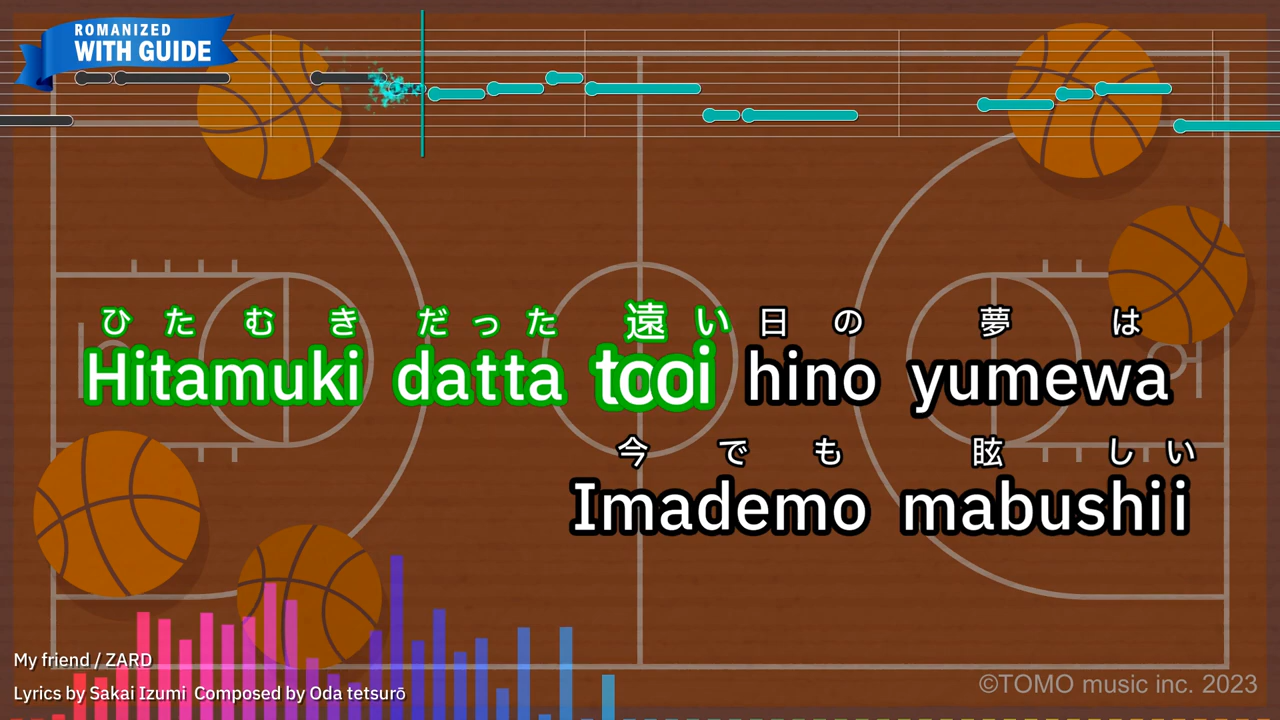 ROMANIZED
WITH GUIDE
ひたむきだった遠い日の夢は
Hitamuki datta tooi hino yumewa
今でも眩しい
Imademo mabushii
My friend / ZARD
Lyrics by Sakai Izumi Composed by Oda tetsurō
©TOMO music inc. 2023